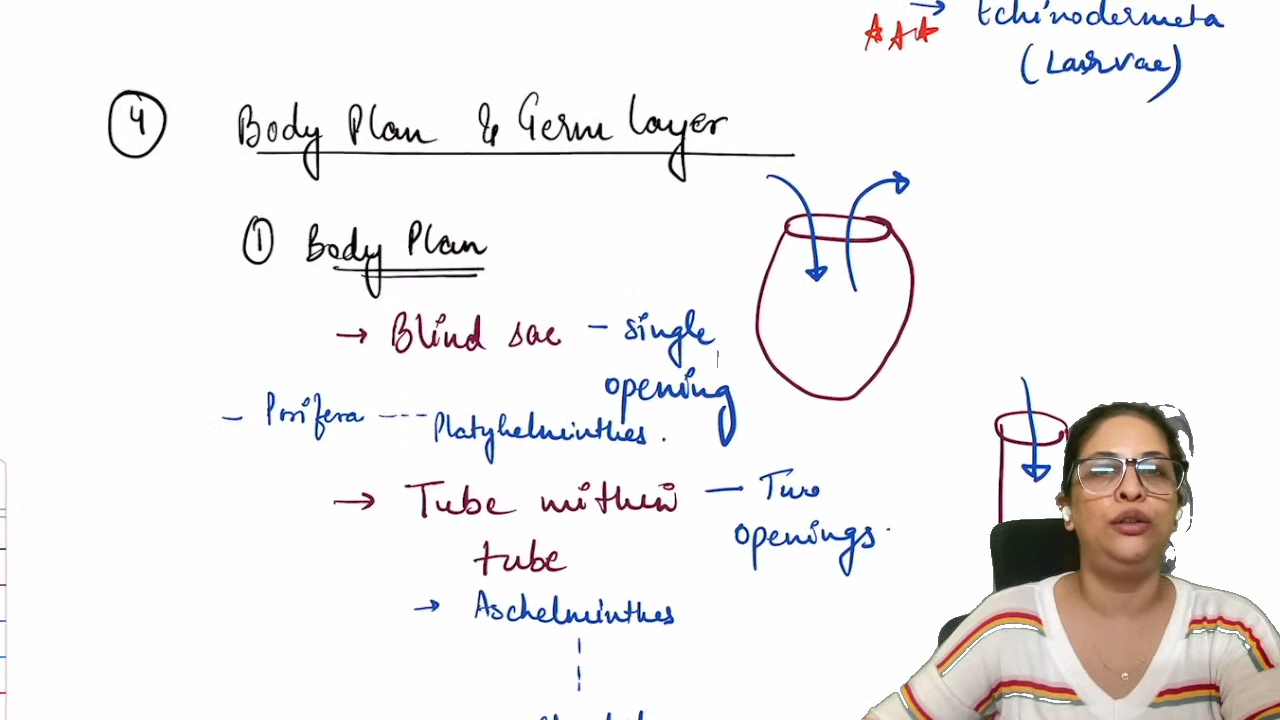 → Echinodermeta
(Larvae)
4 Body Plan & Germ layer
1 Body Plan
→ Blind sac - single
opening
- Porifera --- Platyhelminthes.
→ Tube within — Two
tube openings.
→ Aschelminthes